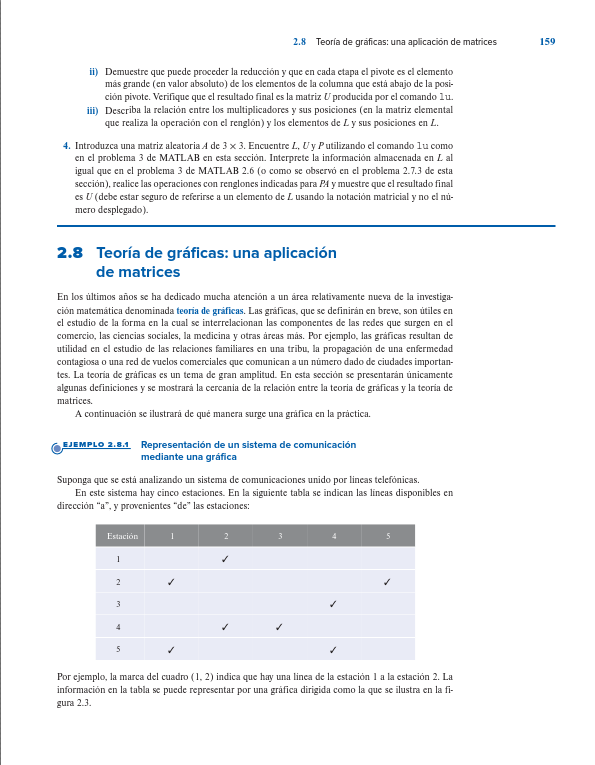 2.8 Teoría de gráficas: una aplicación de matrices 159
ii) Demuestre que puede proceder la reducción y que en cada etapa el pivote es el elemento
más grande (en valor absoluto) de los elementos de la columna que está abajo de la posi-
ción pivote. Verifique que el resultado final es la matriz U producida por el comando lu.
iii) Describa la relación entre los multiplicadores y sus posiciones (en la matriz elemental
que realiza la operación con el renglón) y los elementos de L y sus posiciones en L.
4. Introduzca una matriz aleatoria A de 3 × 3. Encuentre L, U y P utilizando el comando lu como
en el problema 3 de MATLAB en esta sección. Interprete la información almacenada en L al
igual que en el problema 3 de MATLAB 2.6 (o como se observó en el problema 2.7.3 de esta
sección), realice las operaciones con renglones indicadas para PA y muestre que el resultado final
es U (debe estar seguro de referirse a un elemento de L usando la notación matricial y no el nú-
mero desplegado).
2.8 Teoría de gráficas: una aplicación
de matrices
En los últimos años se ha dedicado mucha atención a un área relativamente nueva de la investiga-
ción matemática denominada teoría de gráficas. Las gráficas, que se definirán en breve, son útiles en
el estudio de la forma en la cual se interrelacionan las componentes de las redes que surgen en el
comercio, las ciencias sociales, la medicina y otras áreas más. Por ejemplo, las gráficas resultan de
utilidad en el estudio de las relaciones familiares en una tribu, la propagación de una enfermedad
contagiosa o una red de vuelos comerciales que comunican a un número dado de ciudades importan-
tes. La teoría de gráficas es un tema de gran amplitud. En esta sección se presentarán únicamente
algunas definiciones y se mostrará la cercanía de la relación entre la teoría de gráficas y la teoría de
matrices.
A continuación se ilustrará de qué manera surge una gráfica en la práctica.
EJEMPLO 2.8.1 Representación de un sistema de comunicación
mediante una gráfica
Suponga que se está analizando un sistema de comunicaciones unido por líneas telefónicas.
En este sistema hay cinco estaciones. En la siguiente tabla se indican las líneas disponibles en
dirección “a”, y provenientes “de” las estaciones:
Estación 1 2 3 4 5
1 ✓
2 ✓ ✓
3 ✓
4 ✓ ✓
5 ✓ ✓
Por ejemplo, la marca del cuadro (1, 2) indica que hay una línea de la estación 1 a la estación 2. La
información en la tabla se puede representar por una gráfica dirigida como la que se ilustra en la fi-
gura 2.3.